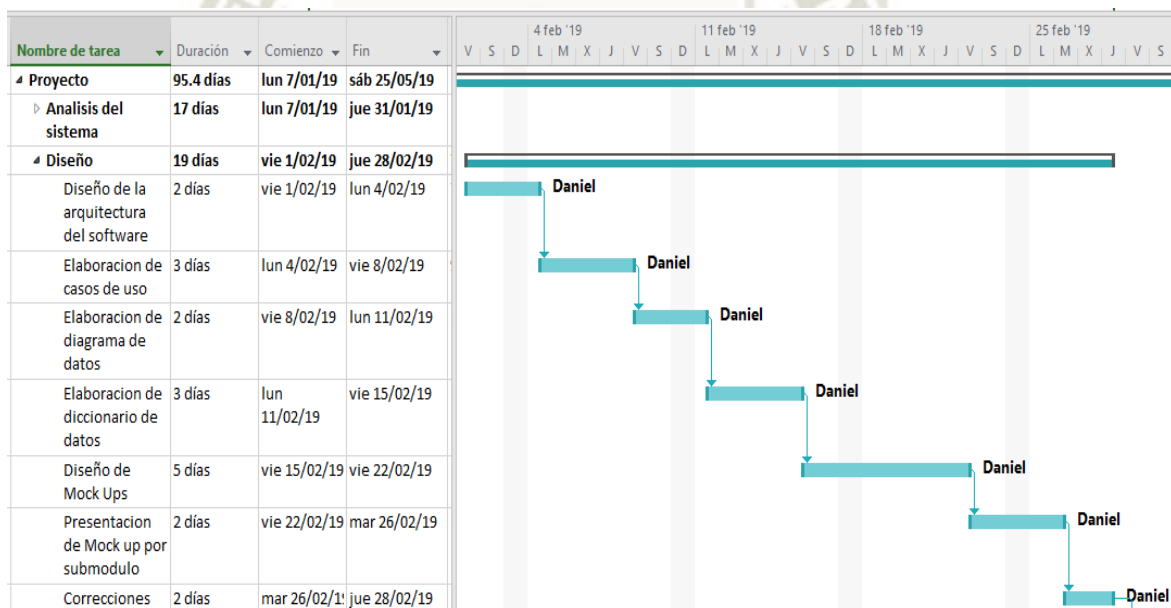 4 feb '19 11 feb '19 18 feb '19 25 feb '19
Nombre de tarea Duración Comienzo Fin V S D L M X J V S D L M X J V S D L M X J V S D L M X J V S
Proyecto 95.4 días lun 7/01/19 sáb 25/05/19
Analisis del 17 días lun 7/01/19 jue 31/01/19
sistema
Diseño 19 días vie 1/02/19 jue 28/02/19
Diseño de la 2 días vie 1/02/19 lun 4/02/19 Daniel
arquitectura
del software
Elaboracion de 3 días lun 4/02/19 vie 8/02/19 Daniel
casos de uso
Elaboracion de 2 días vie 8/02/19 lun 11/02/19 Daniel
diagrama de
datos
Elaboracion de 3 días lun vie 15/02/19 Daniel
diccionario de 11/02/19
datos
Diseño de 5 días vie 15/02/19 vie 22/02/19 Daniel
Mock Ups
Presentacion 2 días vie 22/02/19 mar 26/02/19 Daniel
de Mock up por
submodulo
Correcciones 2 días mar 26/02/1 jue 28/02/19 Daniel